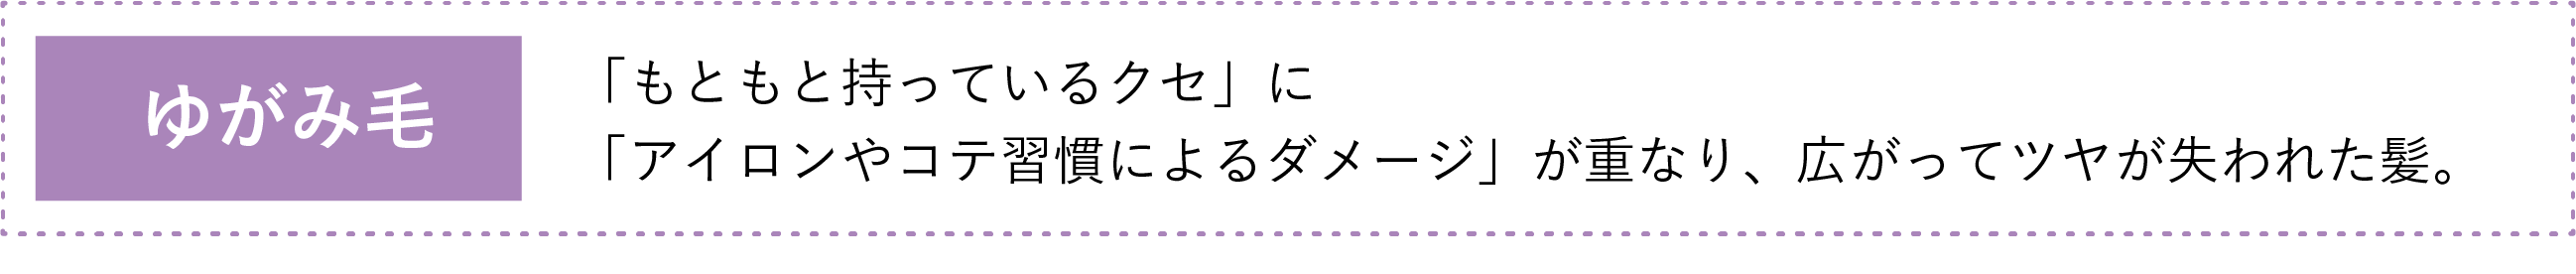 ゆがみ毛
「もともと持っているクセ」に
「アイロンやコテ習慣によるダメージ」が重なり、広がってツヤが失われた髪。